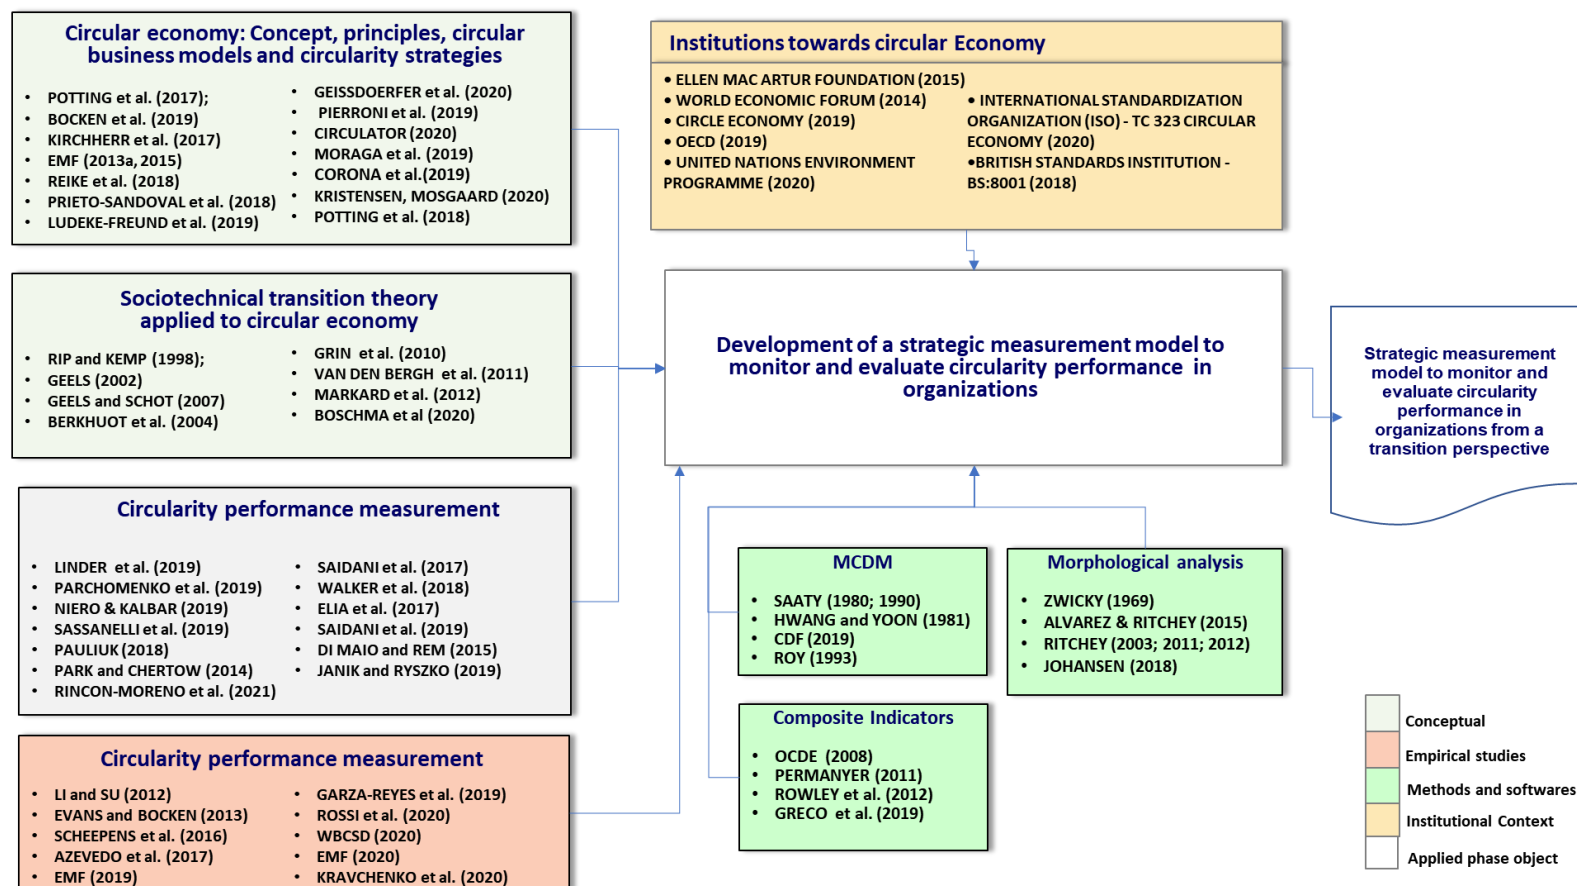 Circular economy: Concept, principles, circular
business models and circularity strategies
• POTTING et al. (2017);
• BOCKEN et al. (2019)
• KIRCHHERR et al. (2017)
• EMF (2013a, 2015)
• REIKE et al. (2018)
• PRIETO-SANDOVAL et al. (2018)
• LUDEKE-FREUND et al. (2019)
• GEISSDOERFER et al. (2020)
• PIERRONI et al. (2019)
• CIRCULATOR (2020)
• MORAGA et al. (2019)
• CORONA et al.(2019)
• KRISTENSEN, MOSGAARD (2020)
• POTTING et al. (2018)
Institutions towards circular Economy
• ELLEN MAC ARTUR FOUNDATION (2015)
• WORLD ECONOMIC FORUM (2014)
• CIRCLE ECONOMY (2019)
• OECD (2019)
• UNITED NATIONS ENVIRONMENT
PROGRAMME (2020)
• INTERNATIONAL STANDARDIZATION
ORGANIZATION (ISO) - TC 323 CIRCULAR
ECONOMY (2020)
•BRITISH STANDARDS INSTITUTION -
BS:8001 (2018)
Sociotechnical transition theory
applied to circular economy
• RIP and KEMP (1998);
• GEELS (2002)
• GEELS and SCHOT (2007)
• BERKHUOT et al. (2004)
• GRIN et al. (2010)
• VAN DEN BERGH et al. (2011)
• MARKARD et al. (2012)
• BOSCHMA et al (2020)
Development of a strategic measurement model to
monitor and evaluate circularity performance in
organizations
Strategic measurement
model to monitor and
evaluate circularity
performance in
organizations from a
transition perspective
Circularity performance measurement
• LINDER et al. (2019)
• PARCHOMENKO et al. (2019)
• NIERO & KALBAR (2019)
• SASSANELLI et al. (2019)
• PAULIUK (2018)
• PARK and CHERTOW (2014)
• RINCON-MORENO et al. (2021)
• SAIDANI et al. (2017)
• WALKER et al. (2018)
• ELIA et al. (2017)
• SAIDANI et al. (2019)
• DI MAIO and REM (2015)
• JANIK and RYSZKO (2019)
MCDM
• SAATY (1980; 1990)
• HWANG and YOON (1981)
• CDF (2019)
• ROY (1993)
Morphological analysis
• ZWICKY (1969)
• ALVAREZ & RITCHEY (2015)
• RITCHEY (2003; 2011; 2012)
• JOHANSEN (2018)
Circularity performance measurement
• LI and SU (2012)
• EVANS and BOCKEN (2013)
• SCHEEPENS et al. (2016)
• AZEVEDO et al. (2017)
• EMF (2019)
• GARZA-REYES et al. (2019)
• ROSSI et al. (2020)
• WBCSD (2020)
• EMF (2020)
• KRAVCHENKO et al. (2020)
Composite Indicators
• OCDE (2008)
• PERMANYER (2011)
• ROWLEY et al. (2012)
• GRECO et al. (2019)
Conceptual
Empirical studies
Methods and softwares
Institutional Context
Applied phase object